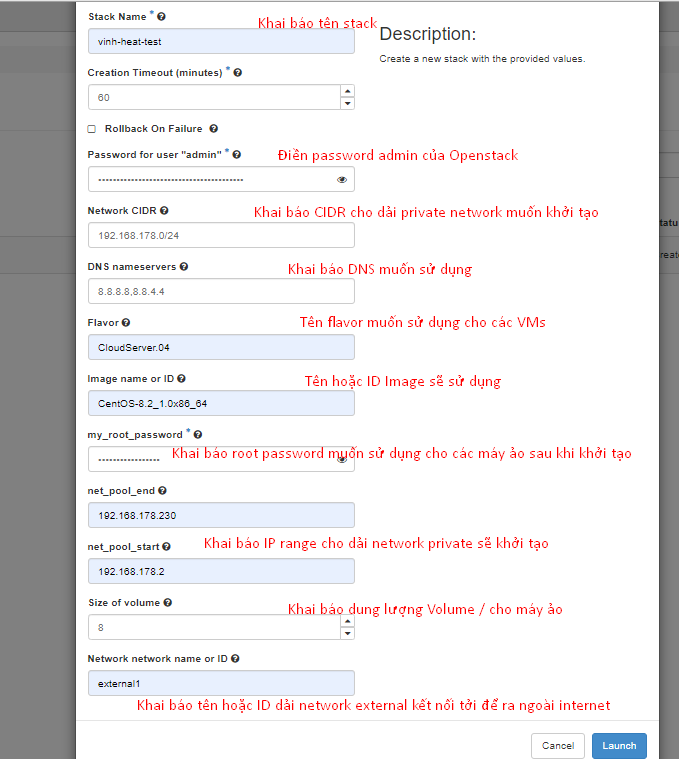 Stack Name * Khai báo tên stack
vinh-heat-test
Description:
Create a new stack with the provided values.
Creation Timeout (minutes) *
60
Rollback On Failure
Password for user "admin" * Điền password admin của Openstack
Network CIDR Khai báo CIDR cho dải private network muốn khởi tạo
192.168.178.0/24
DNS nameservers Khai báo DNS muốn sử dụng
8.8.8.8,8.8.4.4
Flavor Tên flavor muốn sử dụng cho các VMs
CloudServer.04
Image name or ID Tên hoặc ID Image sẽ sử dụng
CentOS-8.2_1.0x86_64
my_root_password *
Khai báo root password muốn sử dụng cho các máy ảo sau khi khởi tạo
net_pool_end
192.168.178.230
net_pool_start Khai báo IP range cho dải network private sẽ khởi tạo
192.168.178.2
Size of volume Khai báo dung lượng Volume / cho máy ảo
8
Network network name or ID
external1
Khai báo tên hoặc ID dải network external kết nối tới để ra ngoài internet
Cancel Launch